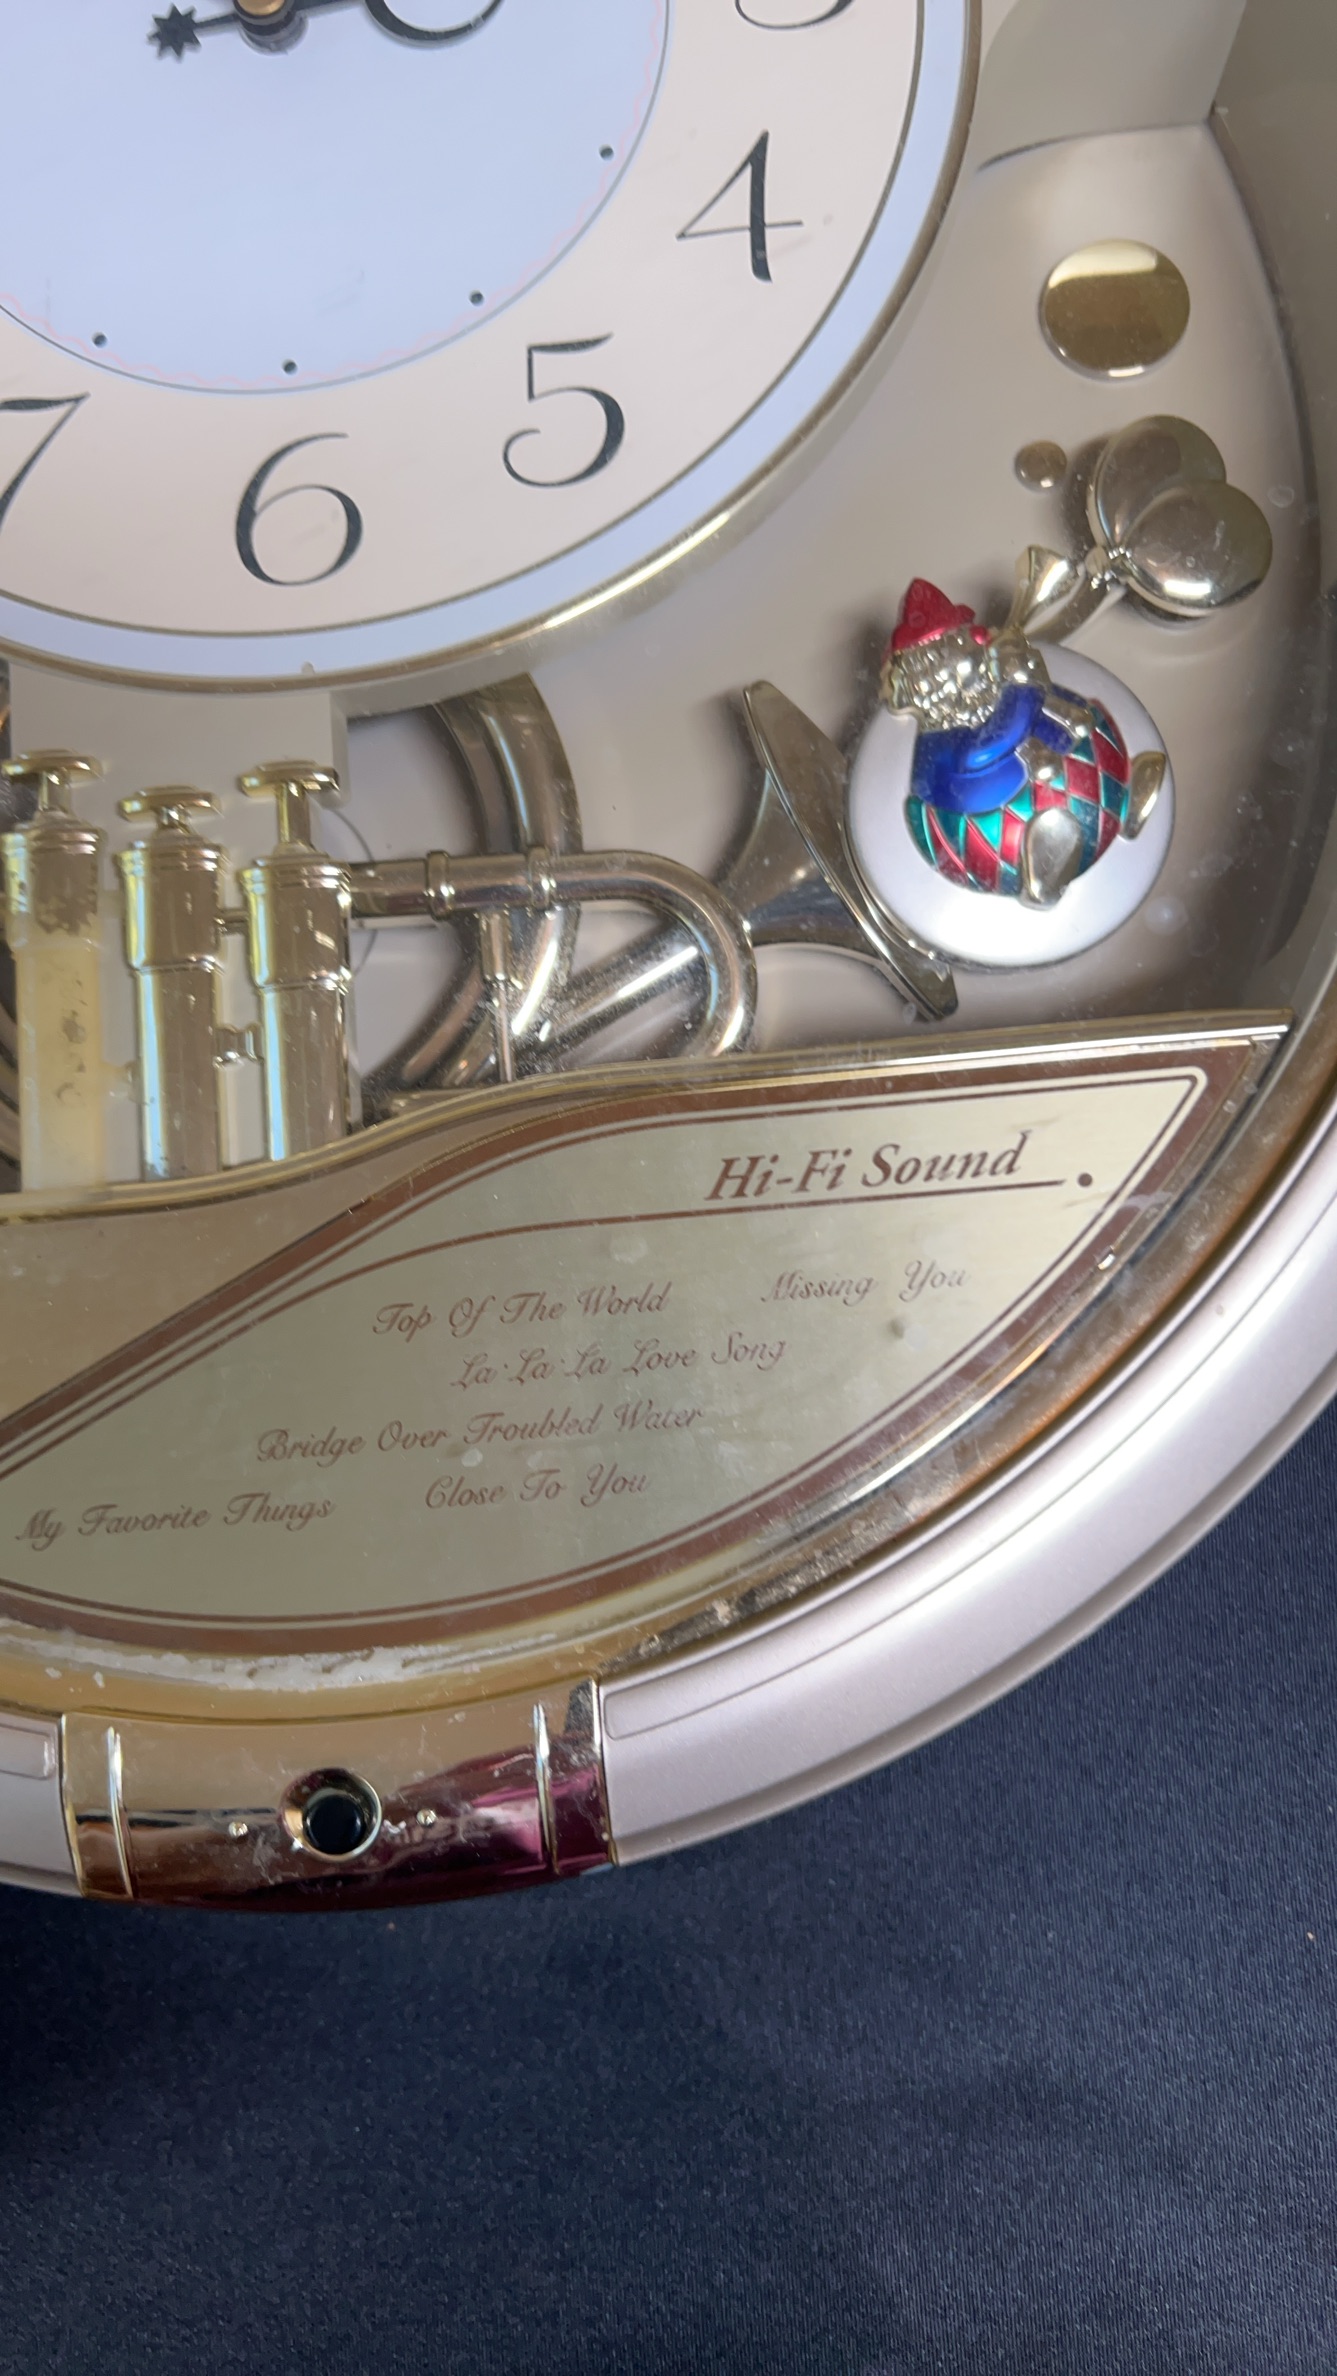 4
5
6
7
Hi-Fi Sound
Top Of The World Missing You
La·La·La Love Song
Bridge Over Troubled Water
My Favorite Things Close To You